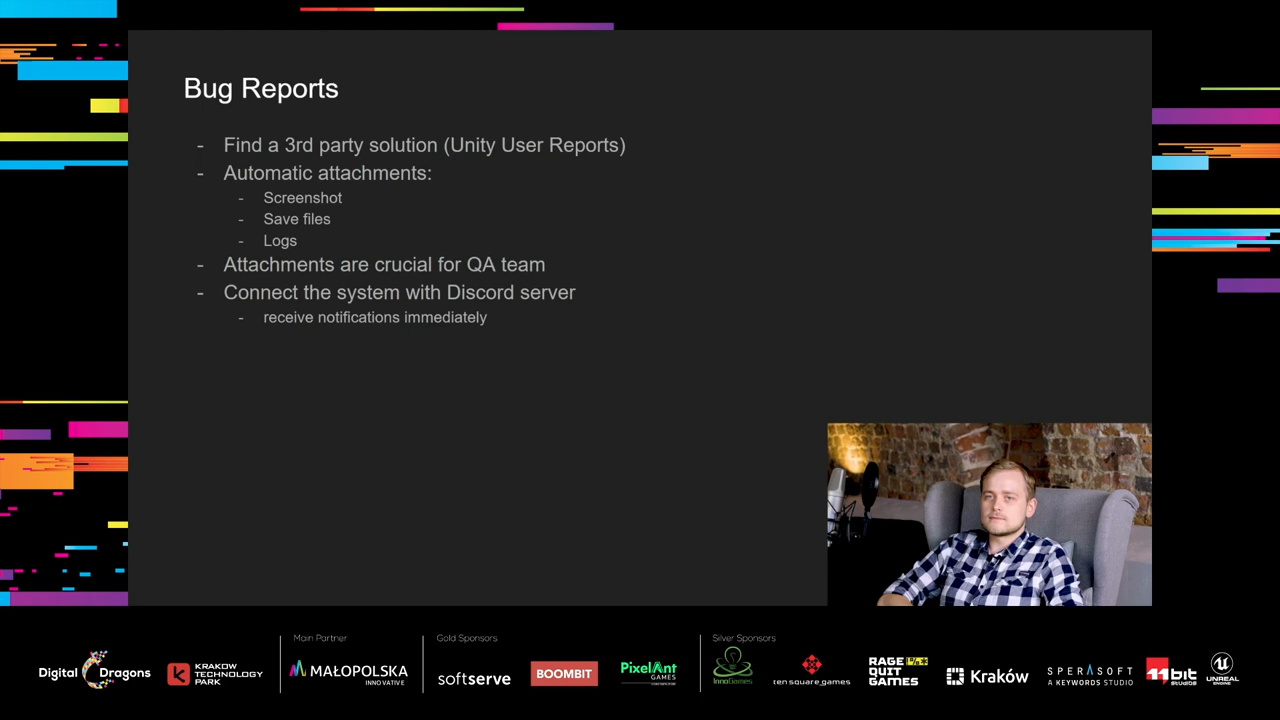 Bug Reports
- Find a 3rd party solution (Unity User Reports)
- Automatic attachments:
- Screenshot
- Save files
- Logs
- Attachments are crucial for QA team
- Connect the system with Discord server
- receive notifications immediately
Main Partner
Gold Sponsors
Silver Sponsors
Digital Dragons
KRAKOW
TECHNOLOGY
PARK
MAŁOPOLSKA
INNOVATIVE
softserve
BOOMBIT
PixelAnt
GAMES
InnoGames
ten square games
RAGE
QUIT
GAMES
Kraków
SPERASOFT
A KEYWORDS STUDIO
11bit
studios
UNREAL
ENGINE